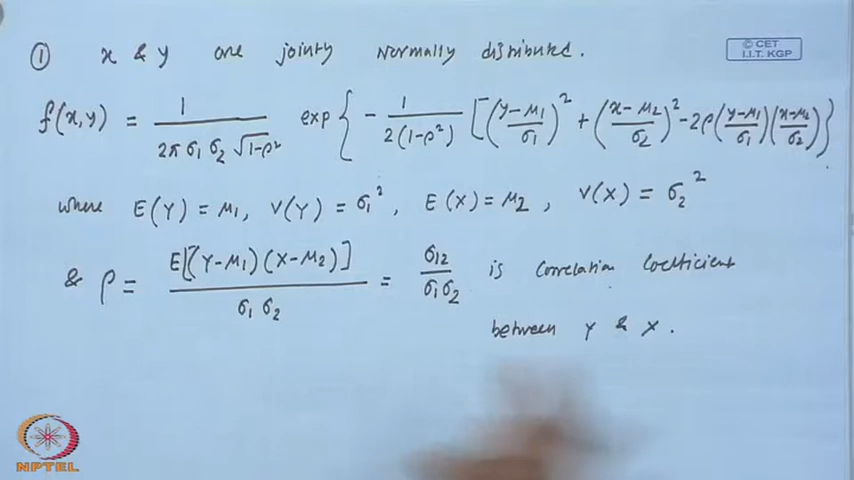 ① x & y are jointly normally distributed.
© CET
I.I.T. KGP
f(x,y) = 1 / (2π σ₁ σ₂ √(1-ρ²)) exp { - 1 / (2(1-ρ²)) [ ((y-μ₁)/σ₁)² + ((x-μ₂)/σ₂)² - 2ρ((y-μ₁)/σ₁)((x-μ₂)/σ₂) }
where E(Y) = μ₁, V(Y) = σ₁², E(X) = μ₂, V(X) = σ₂²
& ρ = E[(Y-μ₁)(X-μ₂)] / (σ₁ σ₂) = σ₁₂ / (σ₁σ₂) is correlation coefficient
between Y & X.
NPTEL